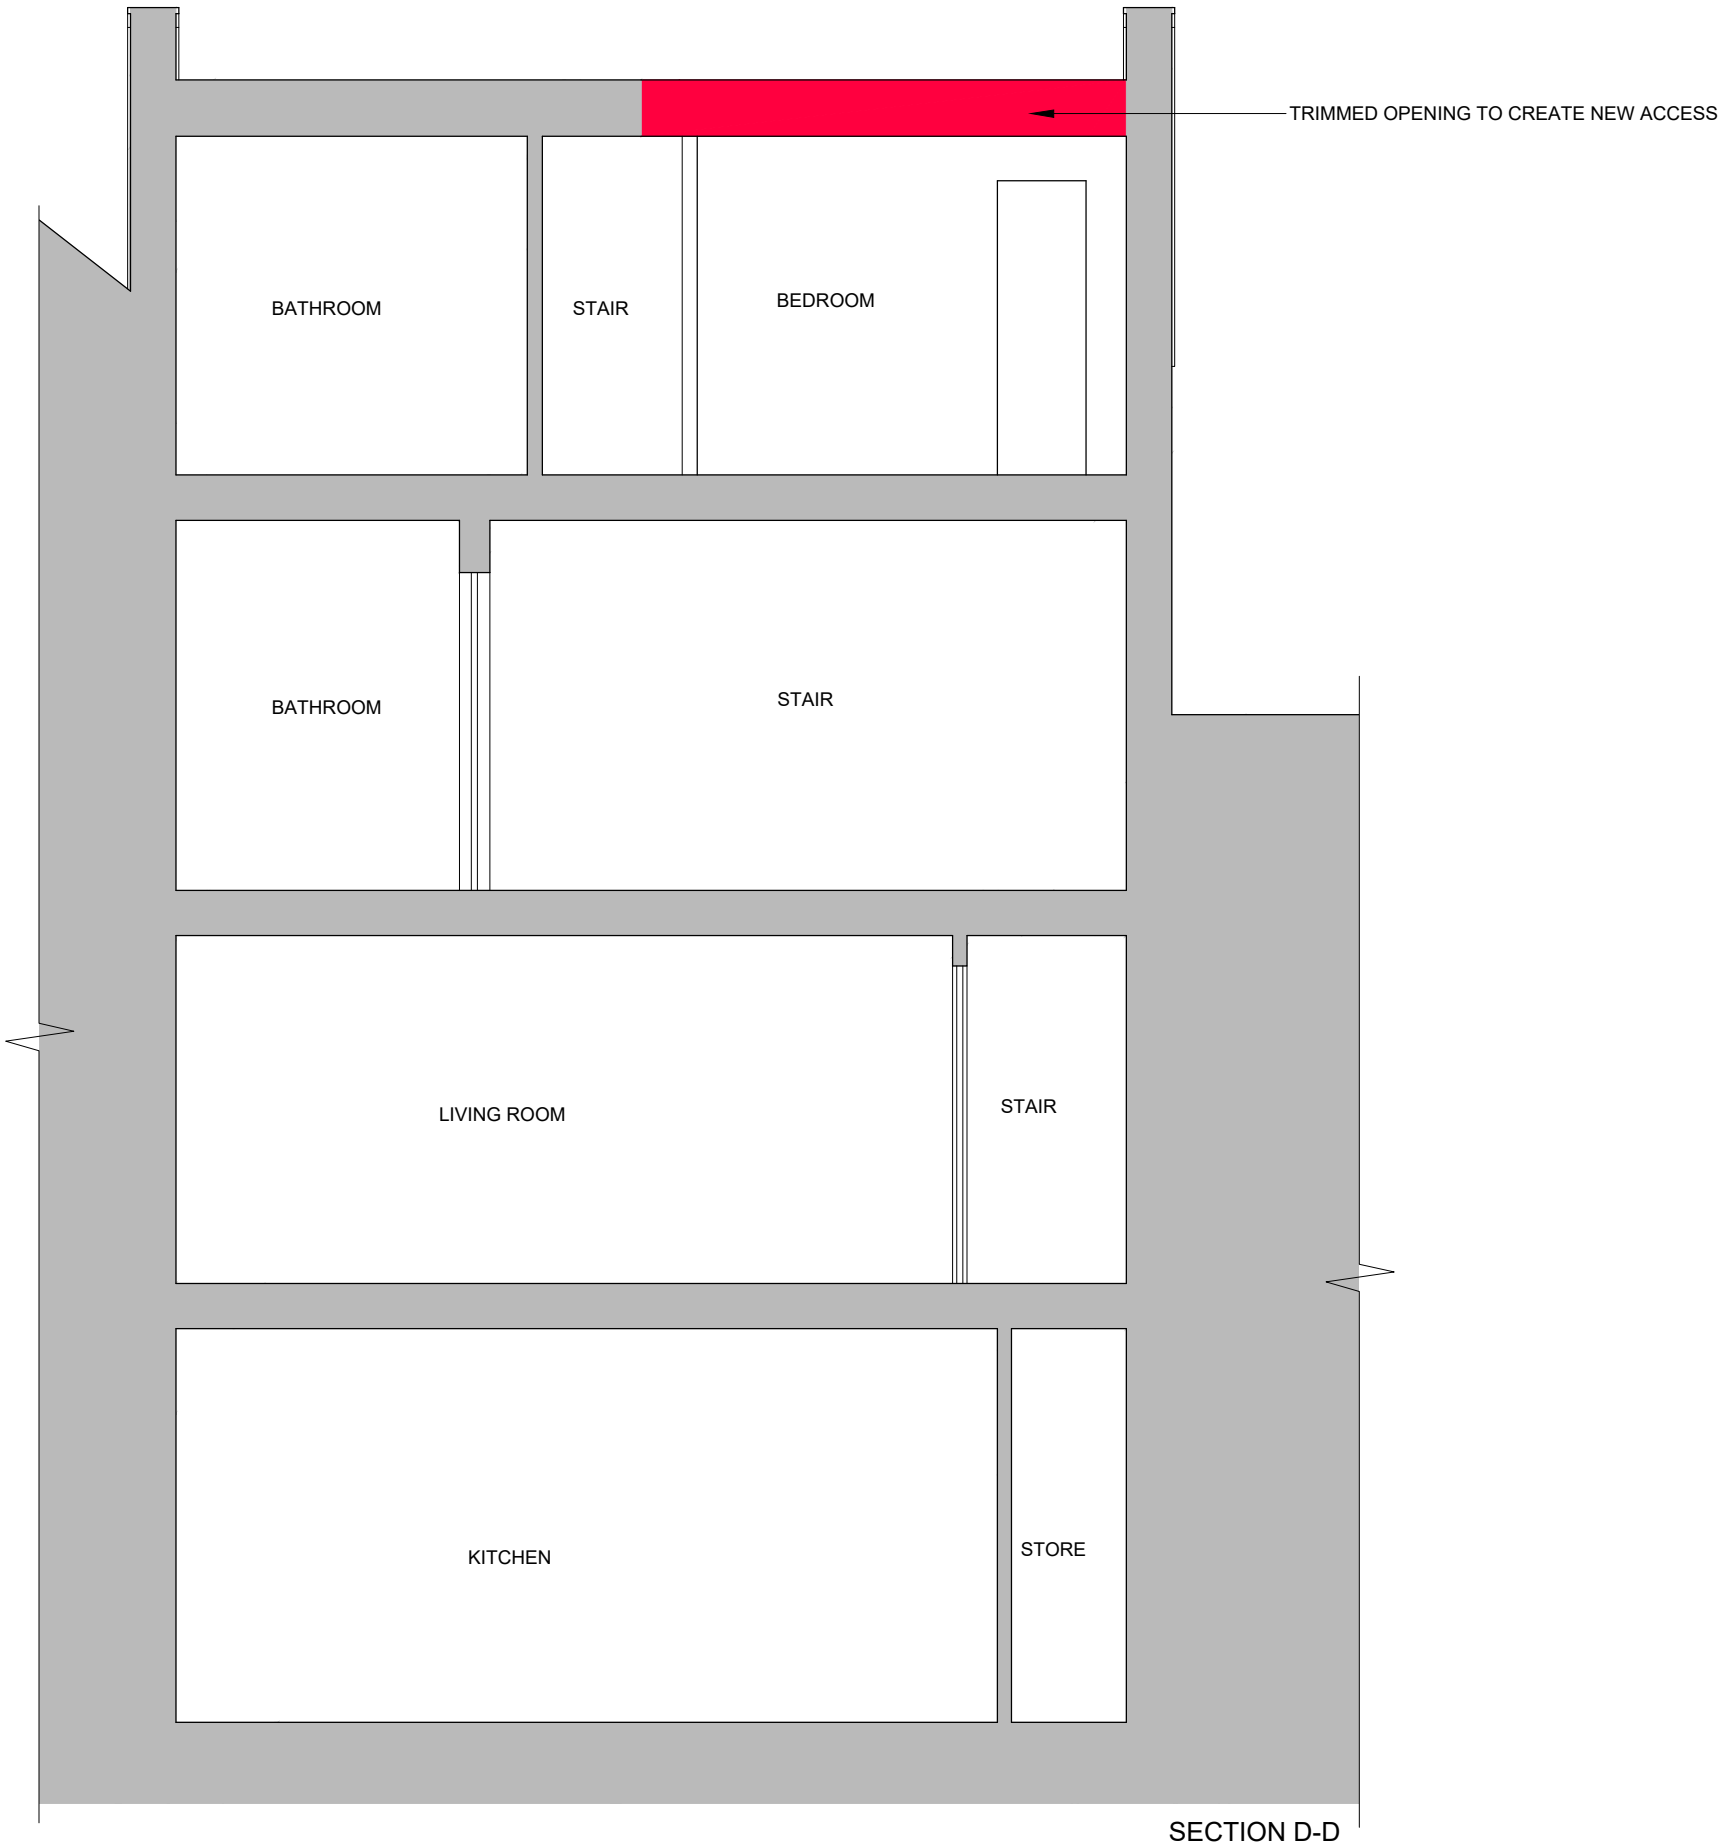 TRIMMED OPENING TO CREATE NEW ACCESS
BATHROOM
STAIR
BEDROOM
BATHROOM
STAIR
LIVING ROOM
STAIR
KITCHEN
STORE
SECTION D-D